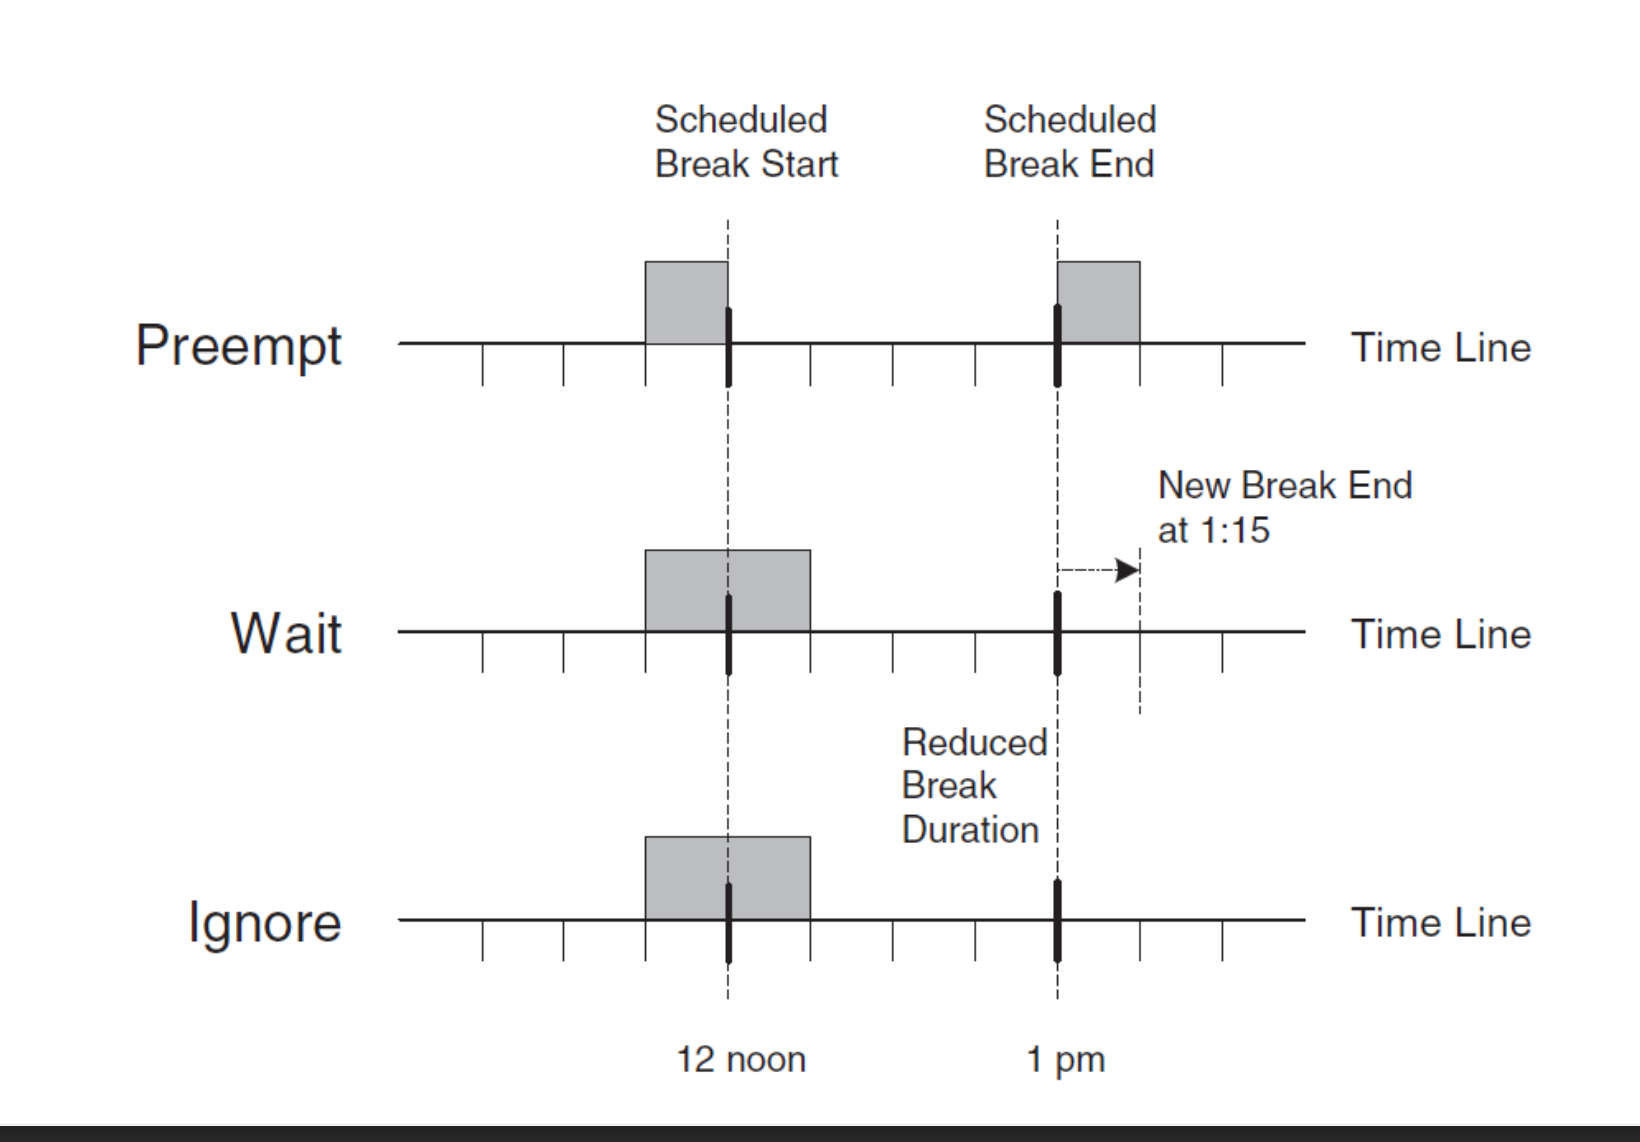 Scheduled
Break Start
Scheduled
Break End
Preempt
Time Line
New Break End
at 1:15
Wait
Time Line
Reduced
Break
Duration
Ignore
Time Line
12 noon
1 pm